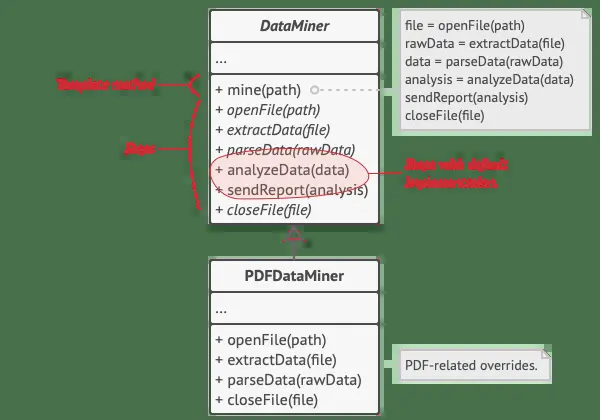 DataMiner
...
Template method
+ mine(path)
+ openFile(path)
+ extractData(file)
+ parseData(rawData)
Steps
+ analyzeData(data)
+ sendReport(analysis)
+ closeFile(file)
file = openFile(path)
rawData = extractData(file)
data = parseData(rawData)
analysis = analyzeData(data)
sendReport(analysis)
closeFile(file)
Steps with default
implementation.
PDFDataMiner
...
+ openFile(path)
+ extractData(file)
+ parseData(rawData)
+ closeFile(file)
PDF-related overrides.